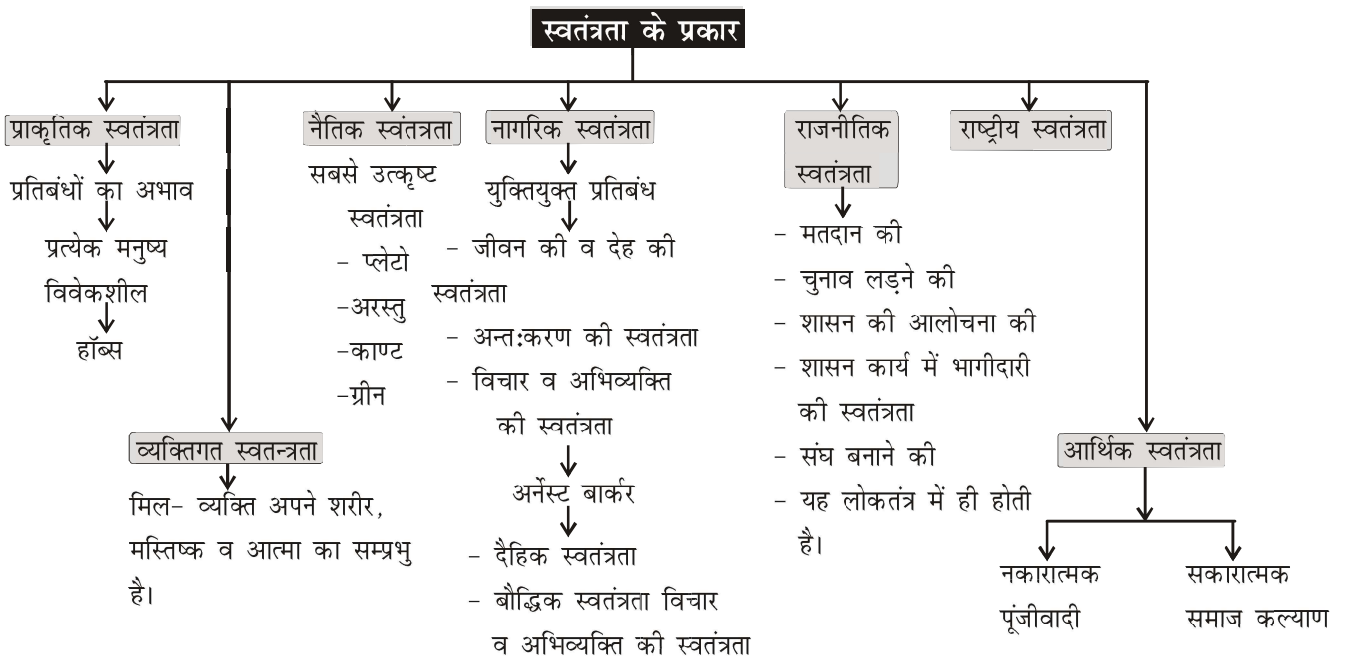 स्वतंत्रता के प्रकार
प्राकृतिक स्वतंत्रता
प्रतिबंधों का अभाव
प्रत्येक मनुष्य
विवेकशील
हॉब्स
व्यक्तिगत स्वतन्त्रता
मिल- व्यक्ति अपने शरीर,
मस्तिष्क व आत्मा का सम्प्रभु
है।
नैतिक स्वंतत्रता
सबसे उत्कृष्ट
स्वतंत्रता
- प्लेटो
-अरस्तु
-काण्ट
-ग्रीन
नागरिक स्वतंत्रता
युक्तियुक्त प्रतिबंध
- जीवन की व देह की
स्वतंत्रता
- अन्त:करण की स्वतंत्रता
- विचार व अभिव्यक्ति
की स्वतंत्रता
अर्नेस्ट बार्कर
- दैहिक स्वतंत्रता
- बौद्धिक स्वतंत्रता विचार
व अभिव्यक्ति की स्वतंत्रता
राजनीतिक
स्वतंत्रता
- मतदान की
- चुनाव लड़ने की
- शासन की आलोचना की
- शासन कार्य में भागीदारी
की स्वतंत्रता
- संघ बनाने की
- यह लोकतंत्र में ही होती
है।
राष्ट्रीय स्वतंत्रता
आर्थिक स्वतंत्रता
नकारात्मक
पूंजीवादी
सकारात्मक
समाज कल्याण